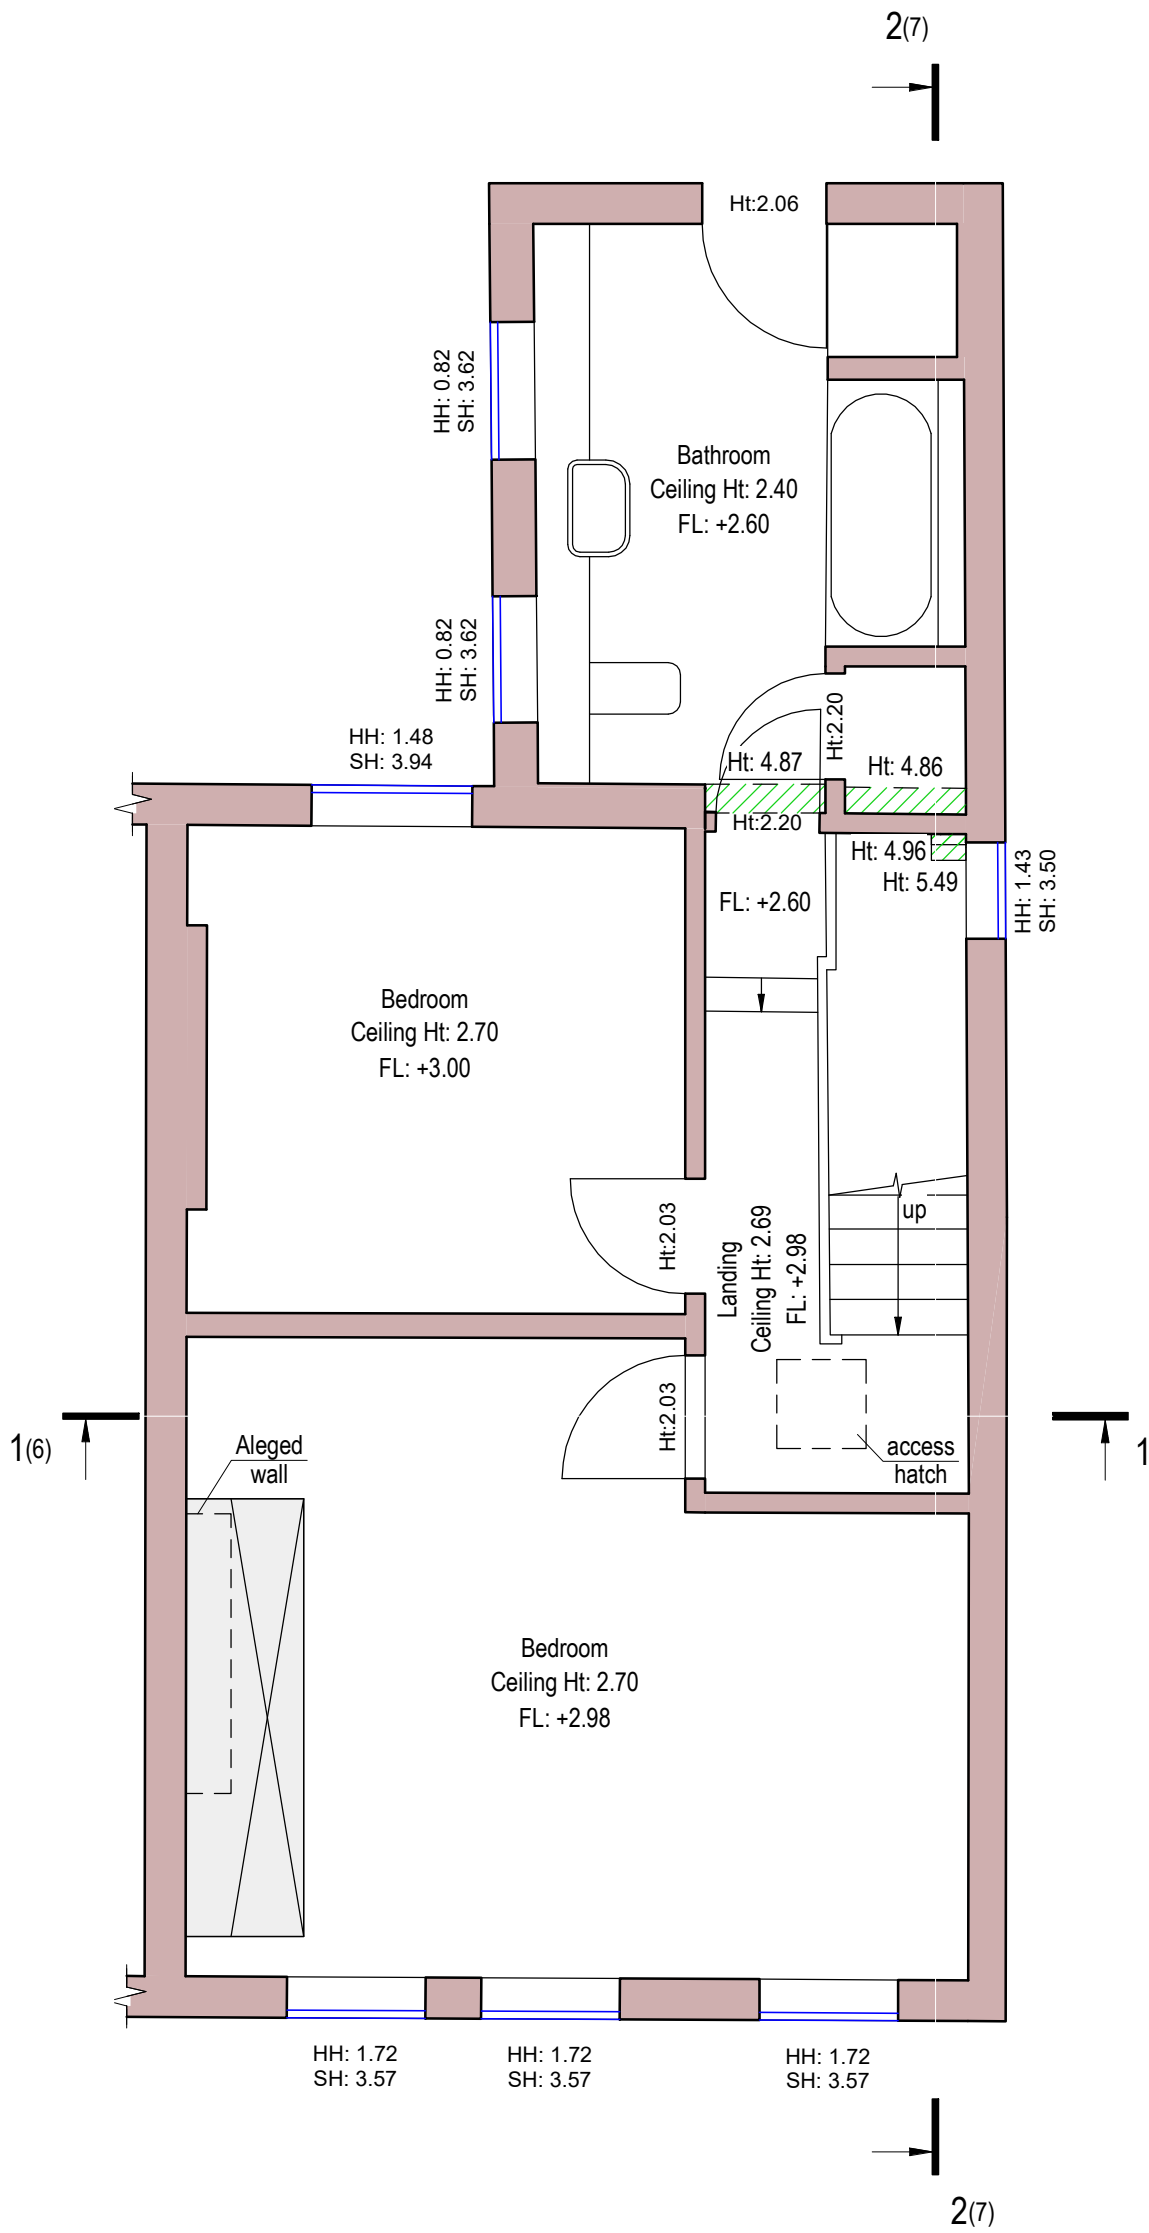 2(7)
Ht:2.06
HH: 0.82
SH: 3.62
Bathroom
Ceiling Ht: 2.40
FL: +2.60
HH: 0.82
SH: 3.62
Ht:2.20
HH: 1.48
SH: 3.94
Ht: 4.87
Ht: 4.86
Ht:2.20
Ht: 4.96
Ht: 5.49
HH: 1.43
SH: 3.50
FL: +2.60
Bedroom
Ceiling Ht: 2.70
FL: +3.00
Ht:2.03
Landing
Ceiling Ht: 2.69
FL: +2.98
up
Ht:2.03
1(6)
Aleged
wall
access
hatch
1
Bedroom
Ceiling Ht: 2.70
FL: +2.98
HH: 1.72
SH: 3.57
HH: 1.72
SH: 3.57
HH: 1.72
SH: 3.57
2(7)